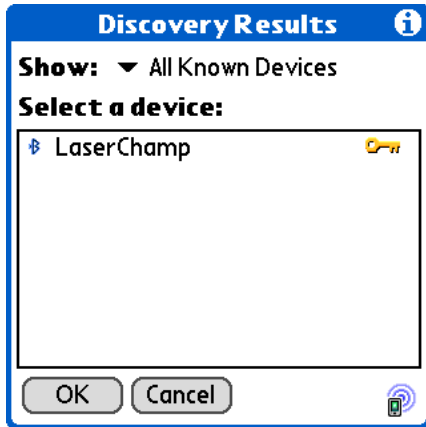 Discovery Results
Show: All Known Devices
Select a device:
LaserChamp
OK Cancel